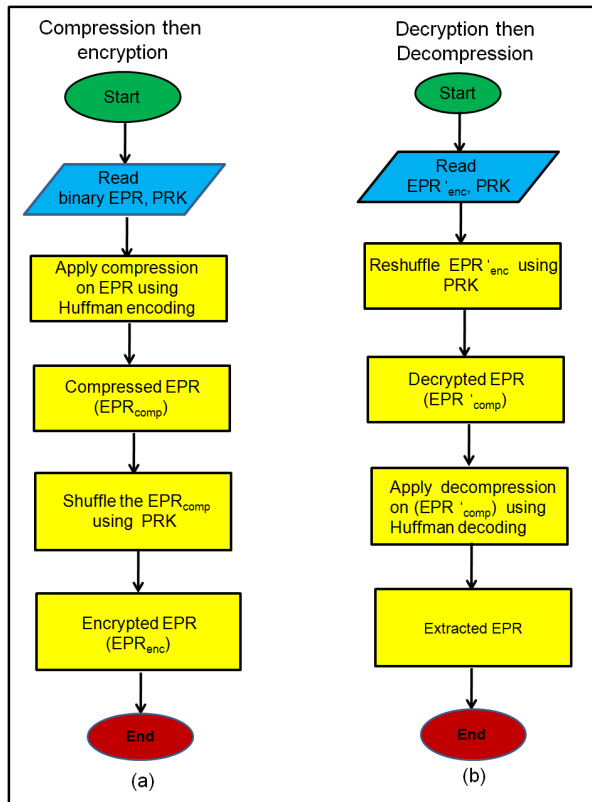 Compression then
encryption
Start
Read
binary EPR, PRK
Apply compression
on EPR using
Huffman encoding
Compressed EPR
(EPRcomp)
Shuffle the EPRcomp
using PRK
Encrypted EPR
(EPRenc)
End
(a)
Decryption then
Decompression
Start
Read
EPR ‘enc, PRK
Reshuffle EPR ‘enc using
PRK
Decrypted EPR
(EPR ‘comp)
Apply decompression
on (EPR ‘comp) using
Huffman decoding
Extracted EPR
End
(b)